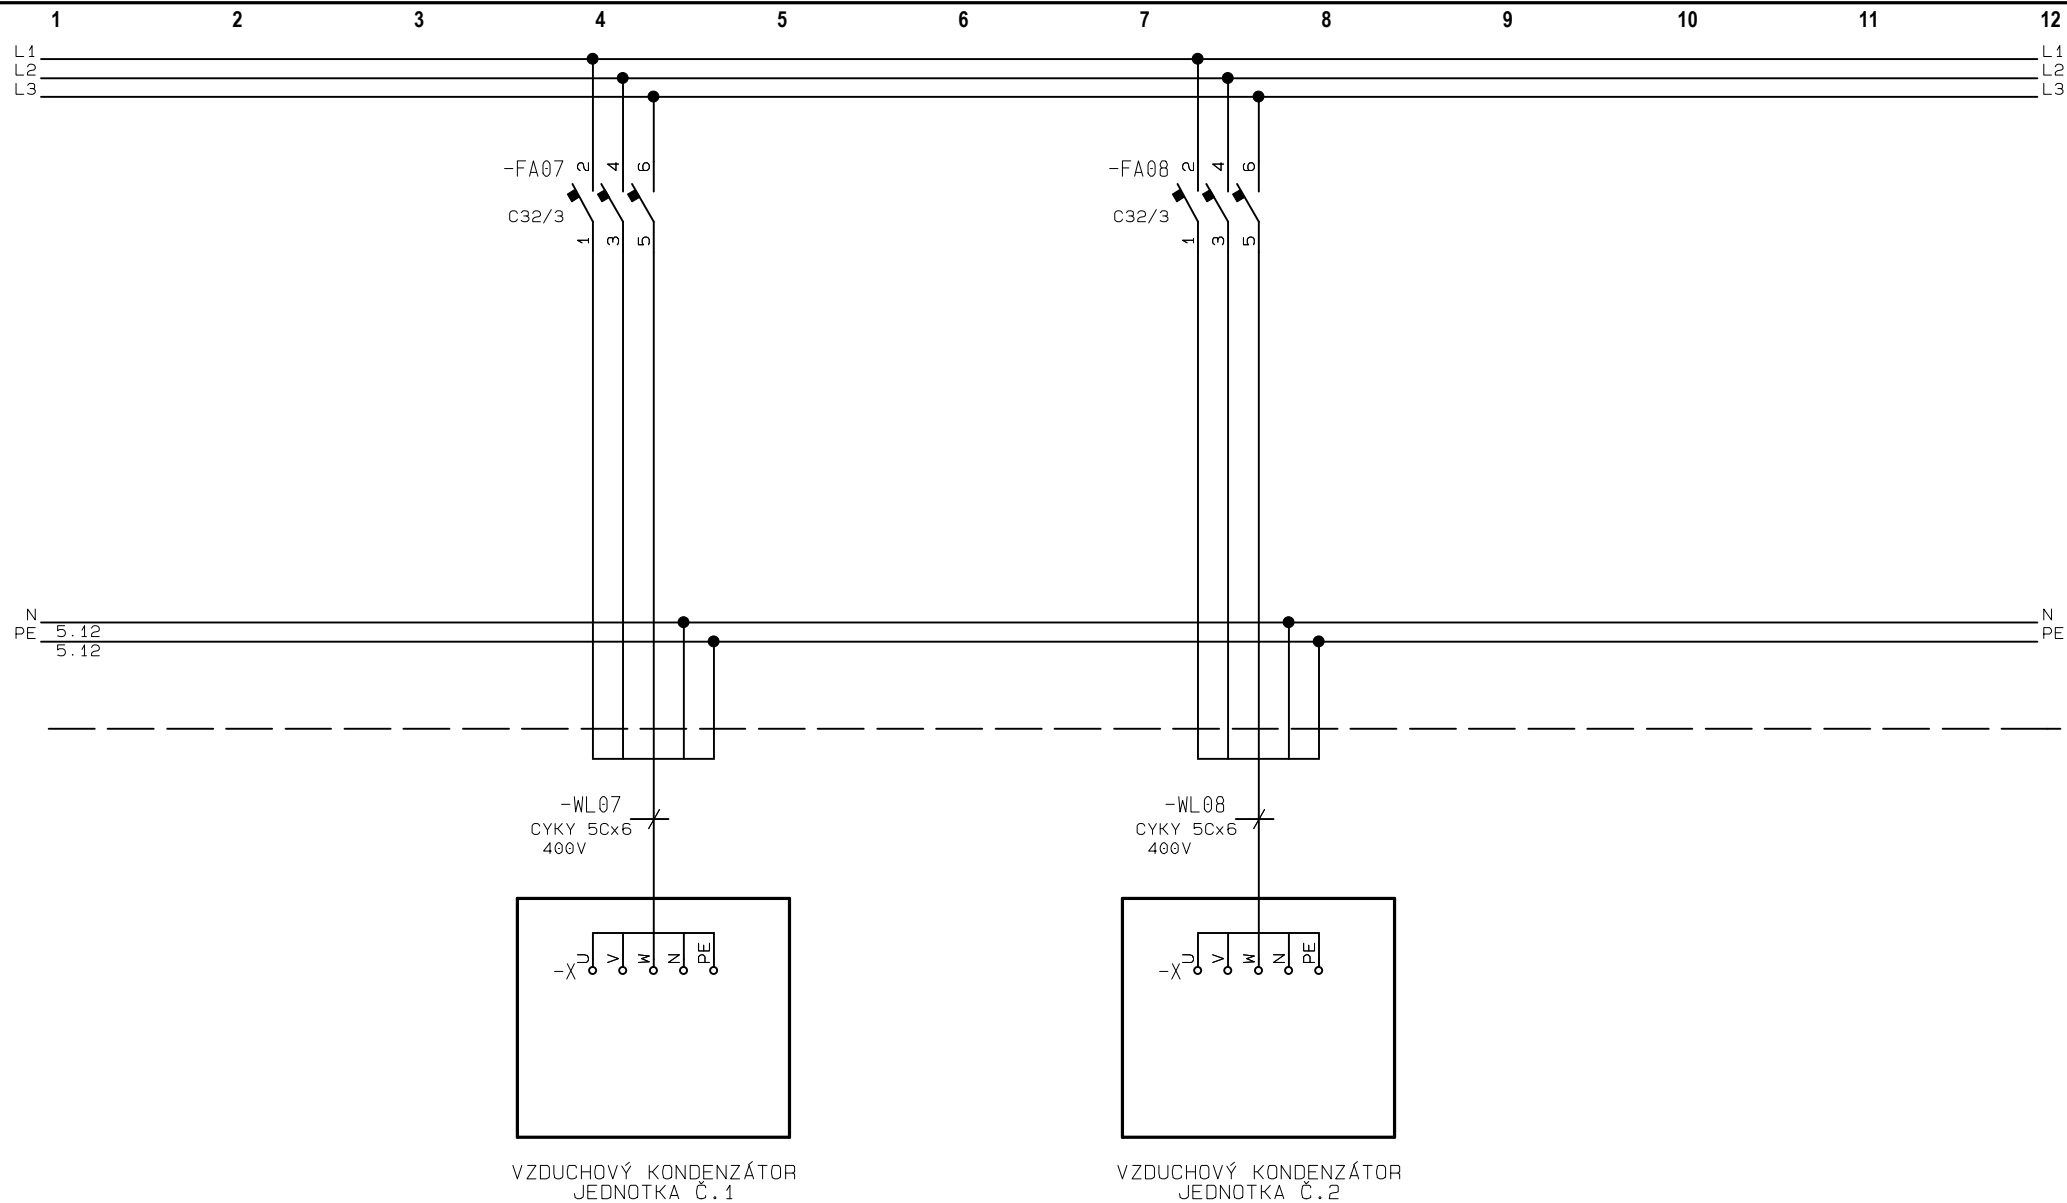 1 2 3 4 5 6 7 8 9 10 11 12
L1 L1
L2 L2
L3 L3
-FA07 2 4 6
C32/3
1 3 5
-FA08 2 4 6
C32/3
1 3 5
N N
PE 5.12 PE
5.12
-WL07
CYKY 5Cx6
400V
-WL08
CYKY 5Cx6
400V
-X U V W N PE
-X U V W N PE
VZDUCHOVÝ KONDENZÁTOR
JEDNOTKA Č.1
VZDUCHOVÝ KONDENZÁTOR
JEDNOTKA Č.2